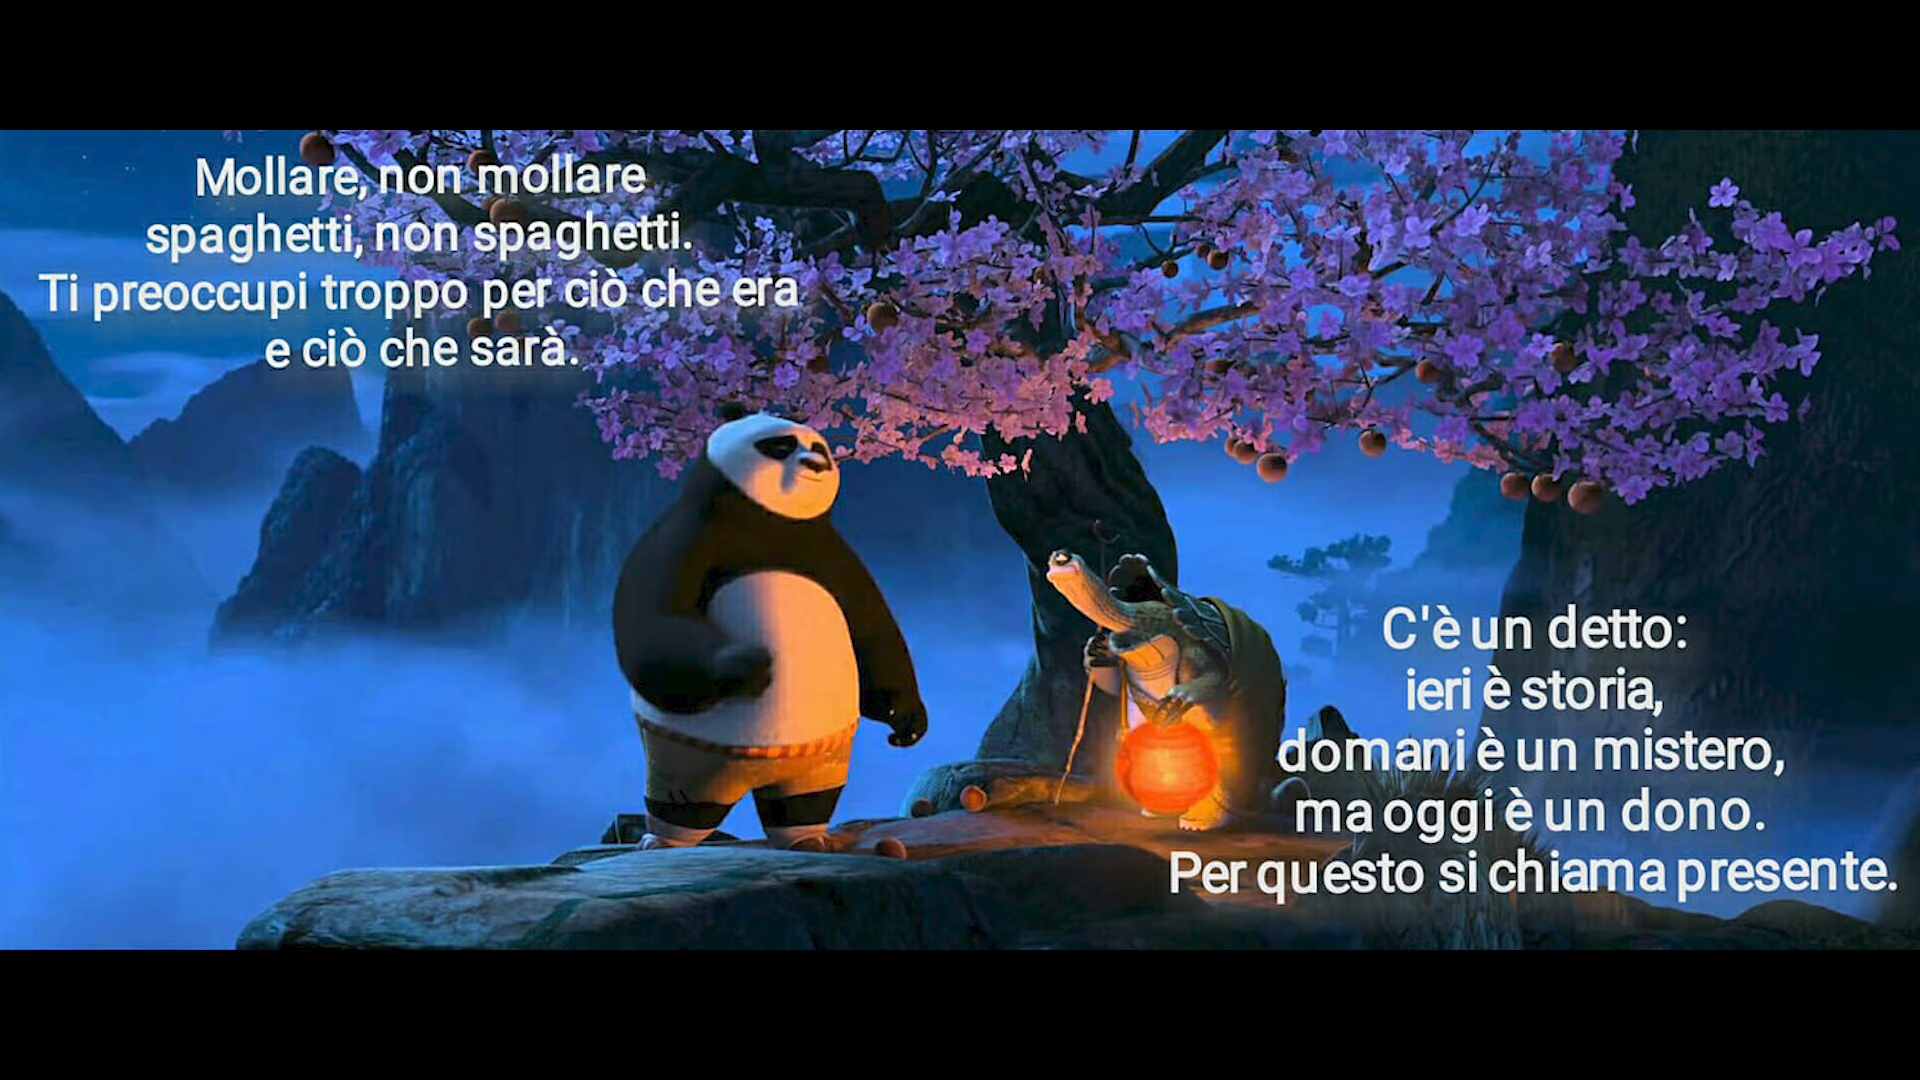 Mollare, non mollare
spaghetti, non spaghetti.
Ti preoccupi troppo per ciò che era
e ciò che sarà.
C'è un detto:
ieri è storia,
domani è un mistero,
ma oggi è un dono.
Per questo si chiama presente.